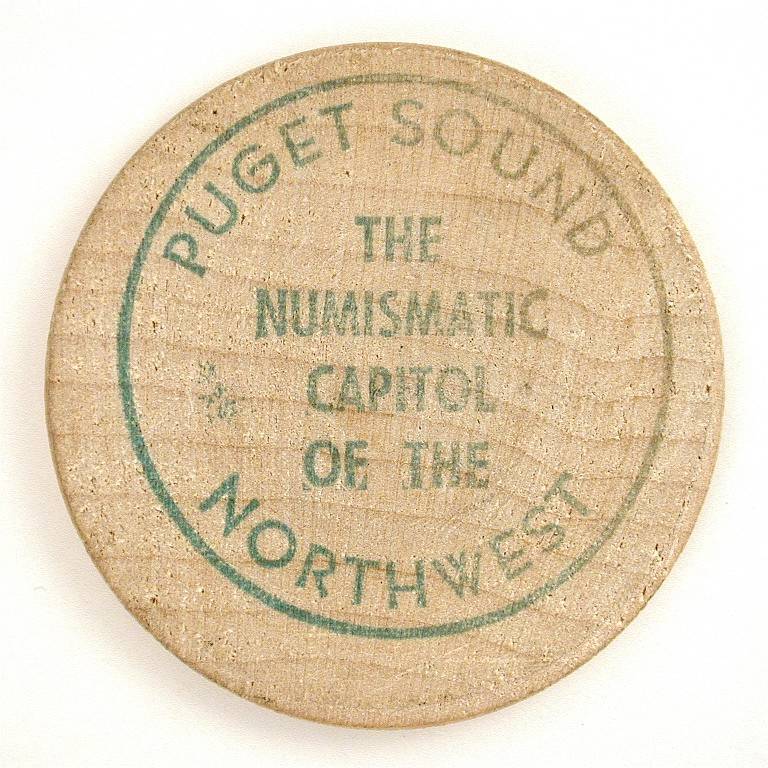 PUGET SOUND
THE
NUMISMATIC
CAPITOL
OF THE
NORTHWEST